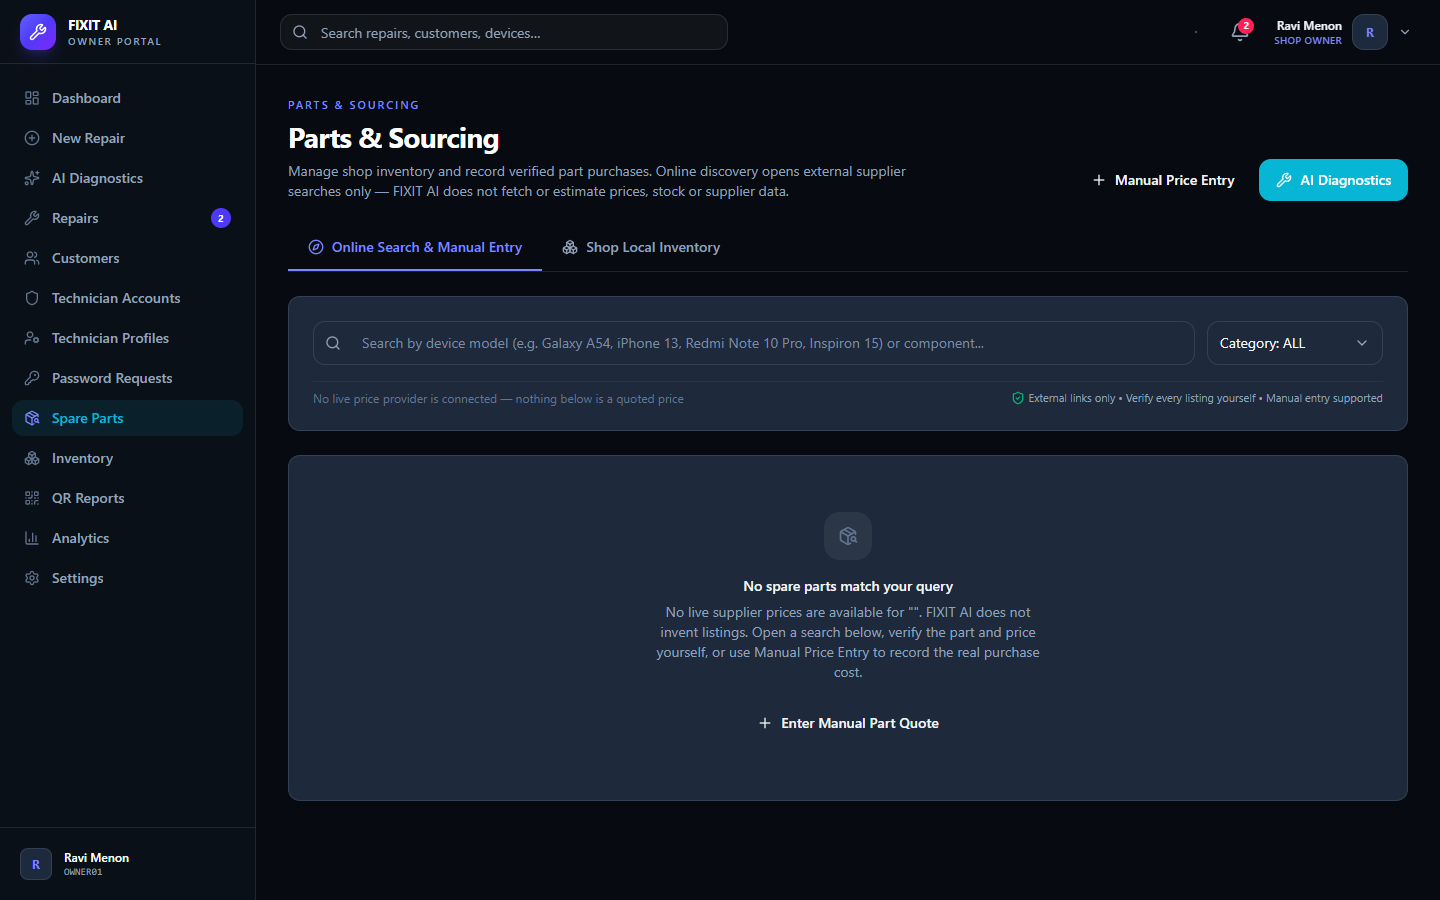 FIXIT AI
OWNER PORTAL
Search repairs, customers, devices...
2
Ravi Menon
SHOP OWNER
R
Dashboard
New Repair
AI Diagnostics
Repairs
2
Customers
Technician Accounts
Technician Profiles
Password Requests
Spare Parts
Inventory
QR Reports
Analytics
Settings
R
Ravi Menon
OWNER01
PARTS & SOURCING
Parts & Sourcing
Manage shop inventory and record verified part purchases. Online discovery opens external supplier
searches only — FIXIT AI does not fetch or estimate prices, stock or supplier data.
Manual Price Entry
AI Diagnostics
Online Search & Manual Entry
Shop Local Inventory
Search by device model (e.g. Galaxy A54, iPhone 13, Redmi Note 10 Pro, Inspiron 15) or component...
Category: ALL
No live price provider is connected — nothing below is a quoted price
External links only • Verify every listing yourself • Manual entry supported
No spare parts match your query
No live supplier prices are available for "". FIXIT AI does not
invent listings. Open a search below, verify the part and price
yourself, or use Manual Price Entry to record the real purchase
cost.
Enter Manual Part Quote